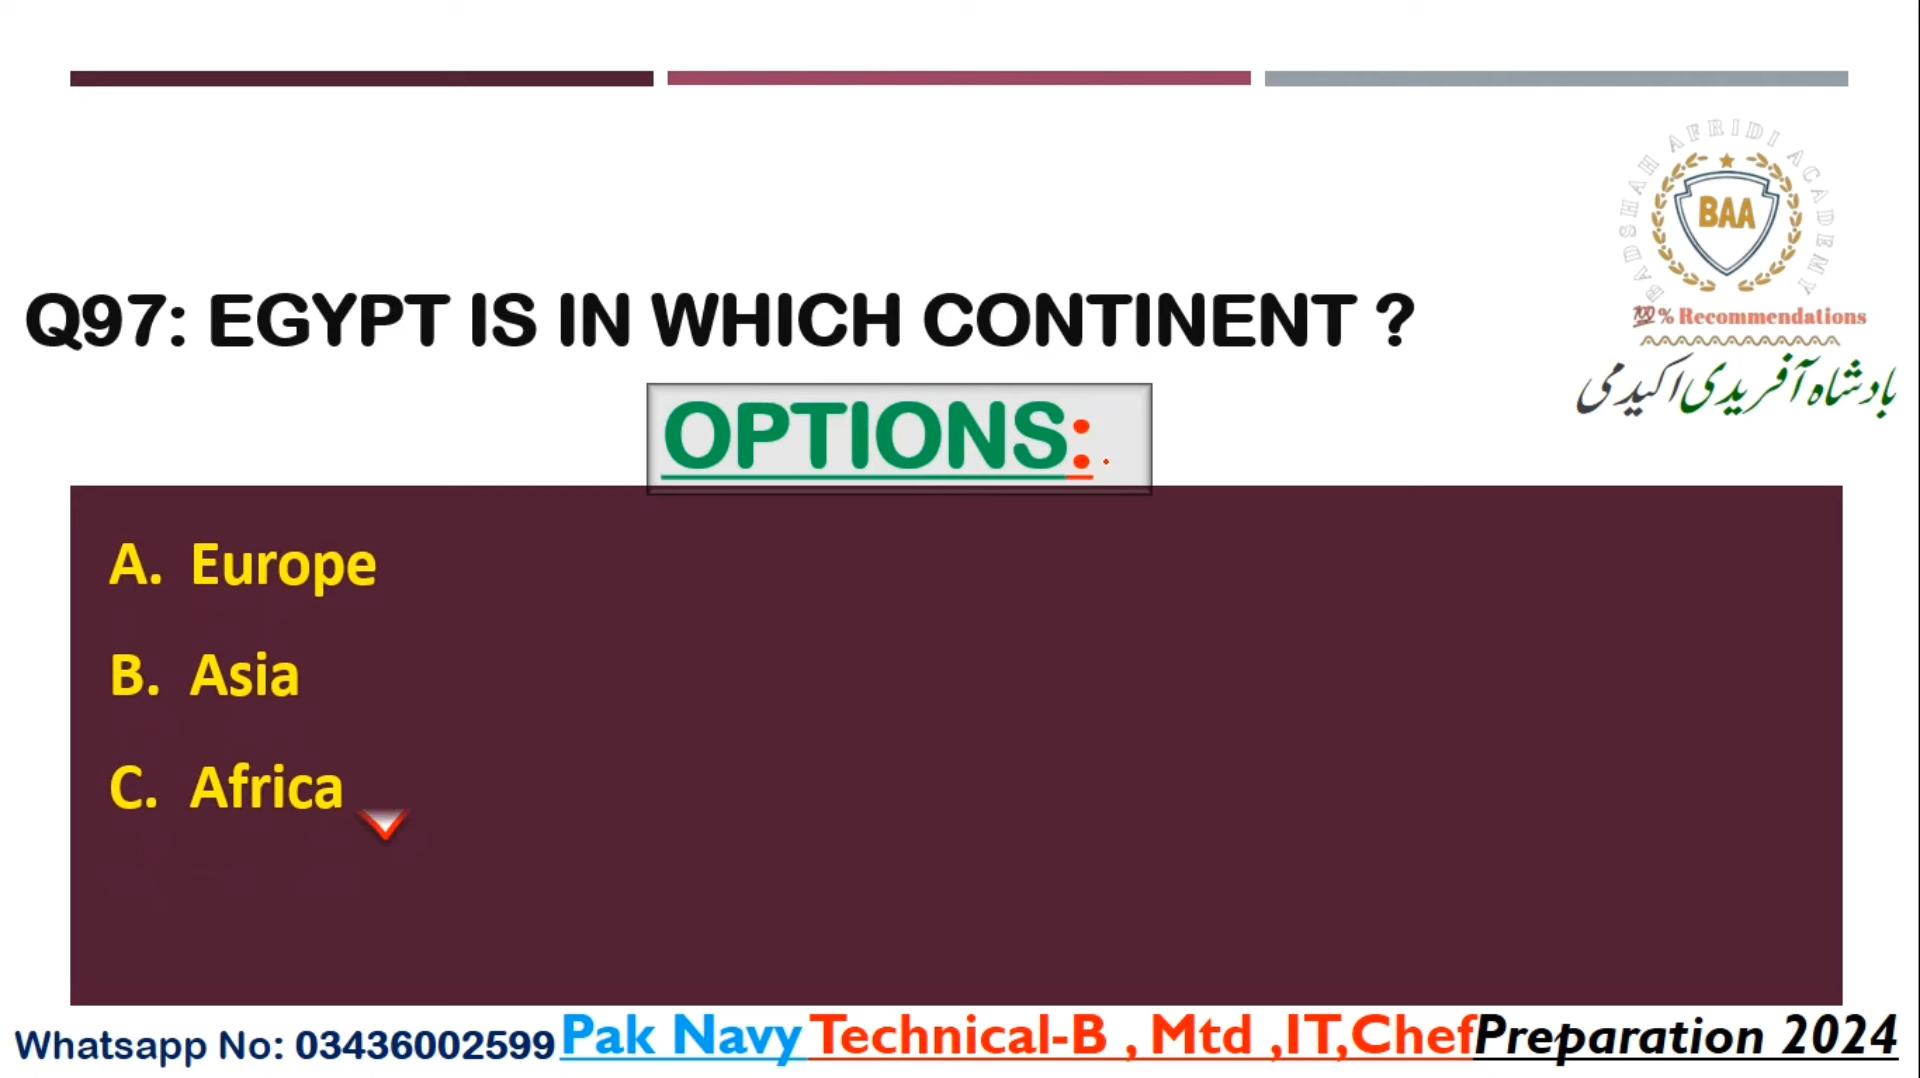 BADSHAH AFRIDI ACADEMY
BAA
💯% Recommendations
بادشاہ آفریدی اکیڈمی
Q97: EGYPT IS IN WHICH CONTINENT ?
OPTIONS:.
A. Europe
B. Asia
C. Africa
Whatsapp No: 03436002599 Pak Navy Technical-B , Mtd ,IT,Chef Preparation 2024